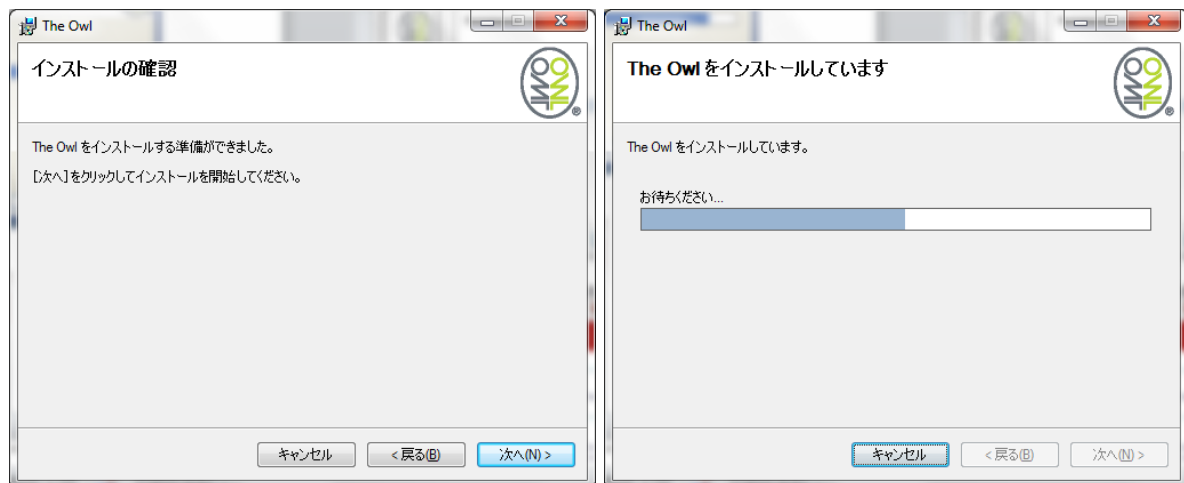 The Owl
インストールの確認
The Owl をインストールする準備ができました。
[次へ]をクリックしてインストールを開始してください。
キャンセル
< 戻る(B)
次へ(N) >
The Owl
The Owl をインストールしています
The Owl をインストールしています。
お待ちください...
キャンセル
< 戻る(B)
次へ(N) >